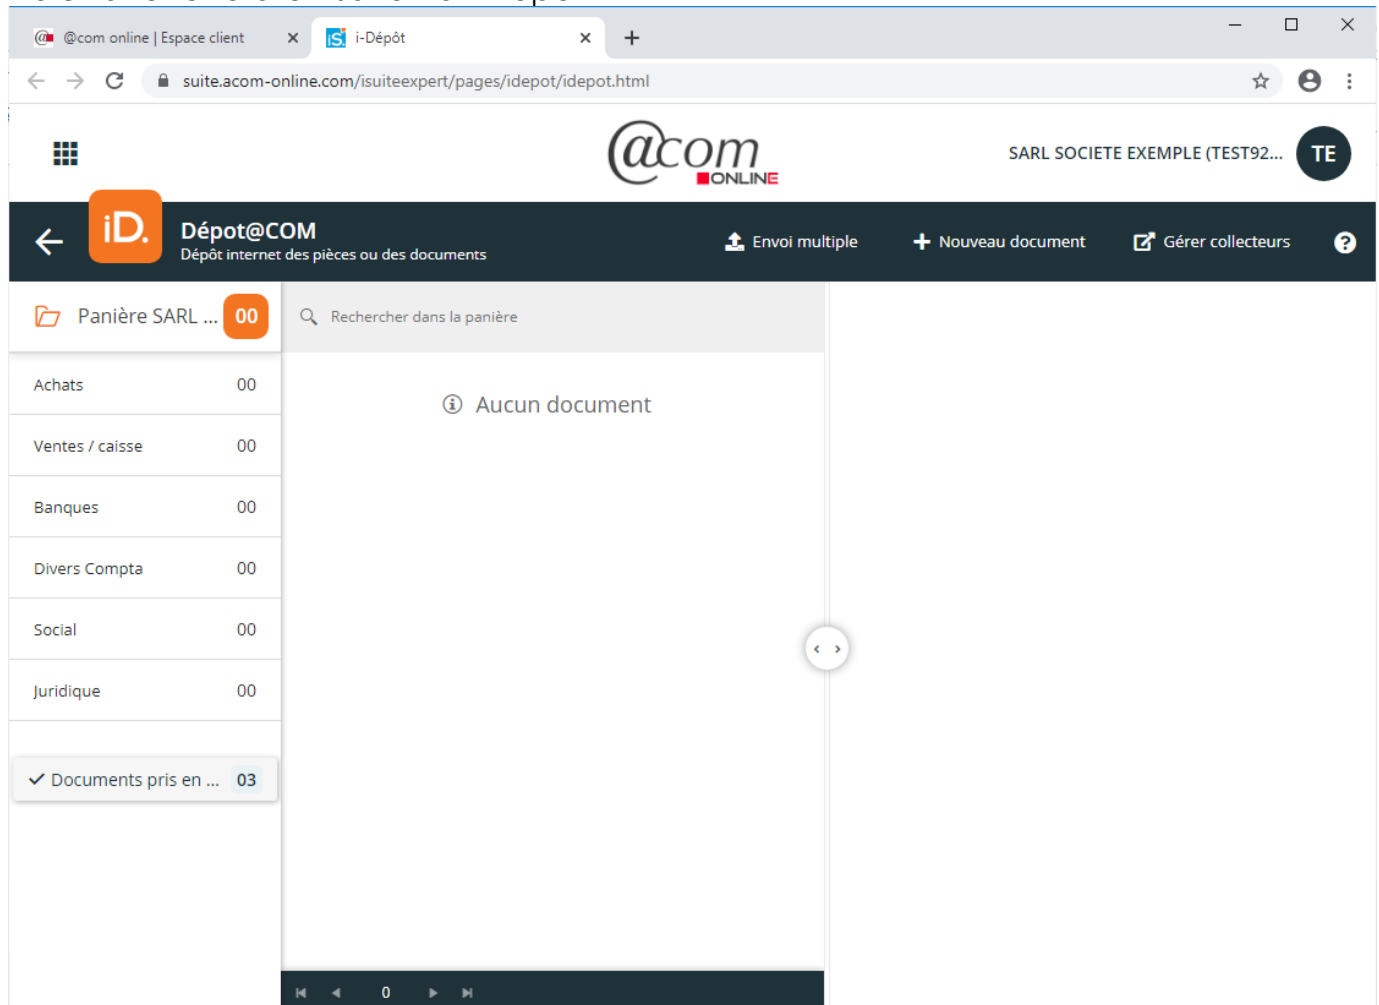 @com online | Espace client
i-Dépôt
suite.acom-online.com/isuiteexpert/pages/idepot/idepot.html
@com
ONLINE
SARL SOCIETE EXEMPLE (TEST92...
TE
iD.
Dépot@COM
Dépôt internet des pièces ou des documents
Envoi multiple
Nouveau document
Gérer collecteurs
?
Panière SARL ... 00
Rechercher dans la panière
Achats 00
Aucun document
Ventes / caisse 00
Banques 00
Divers Compta 00
Social 00
Juridique 00
Documents pris en ... 03
0